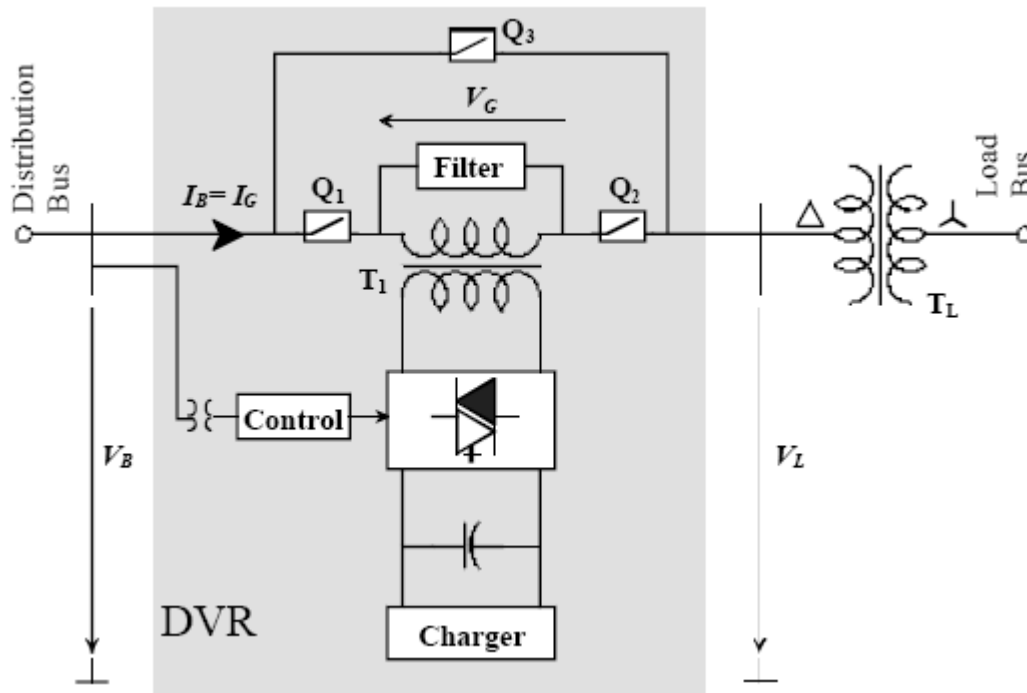 Q3
VG
Distribution
Bus
IB= IG
Q1
Filter
Q2
△
Load
Bus
T1
TL
Control
VB
VL
DVR
Charger